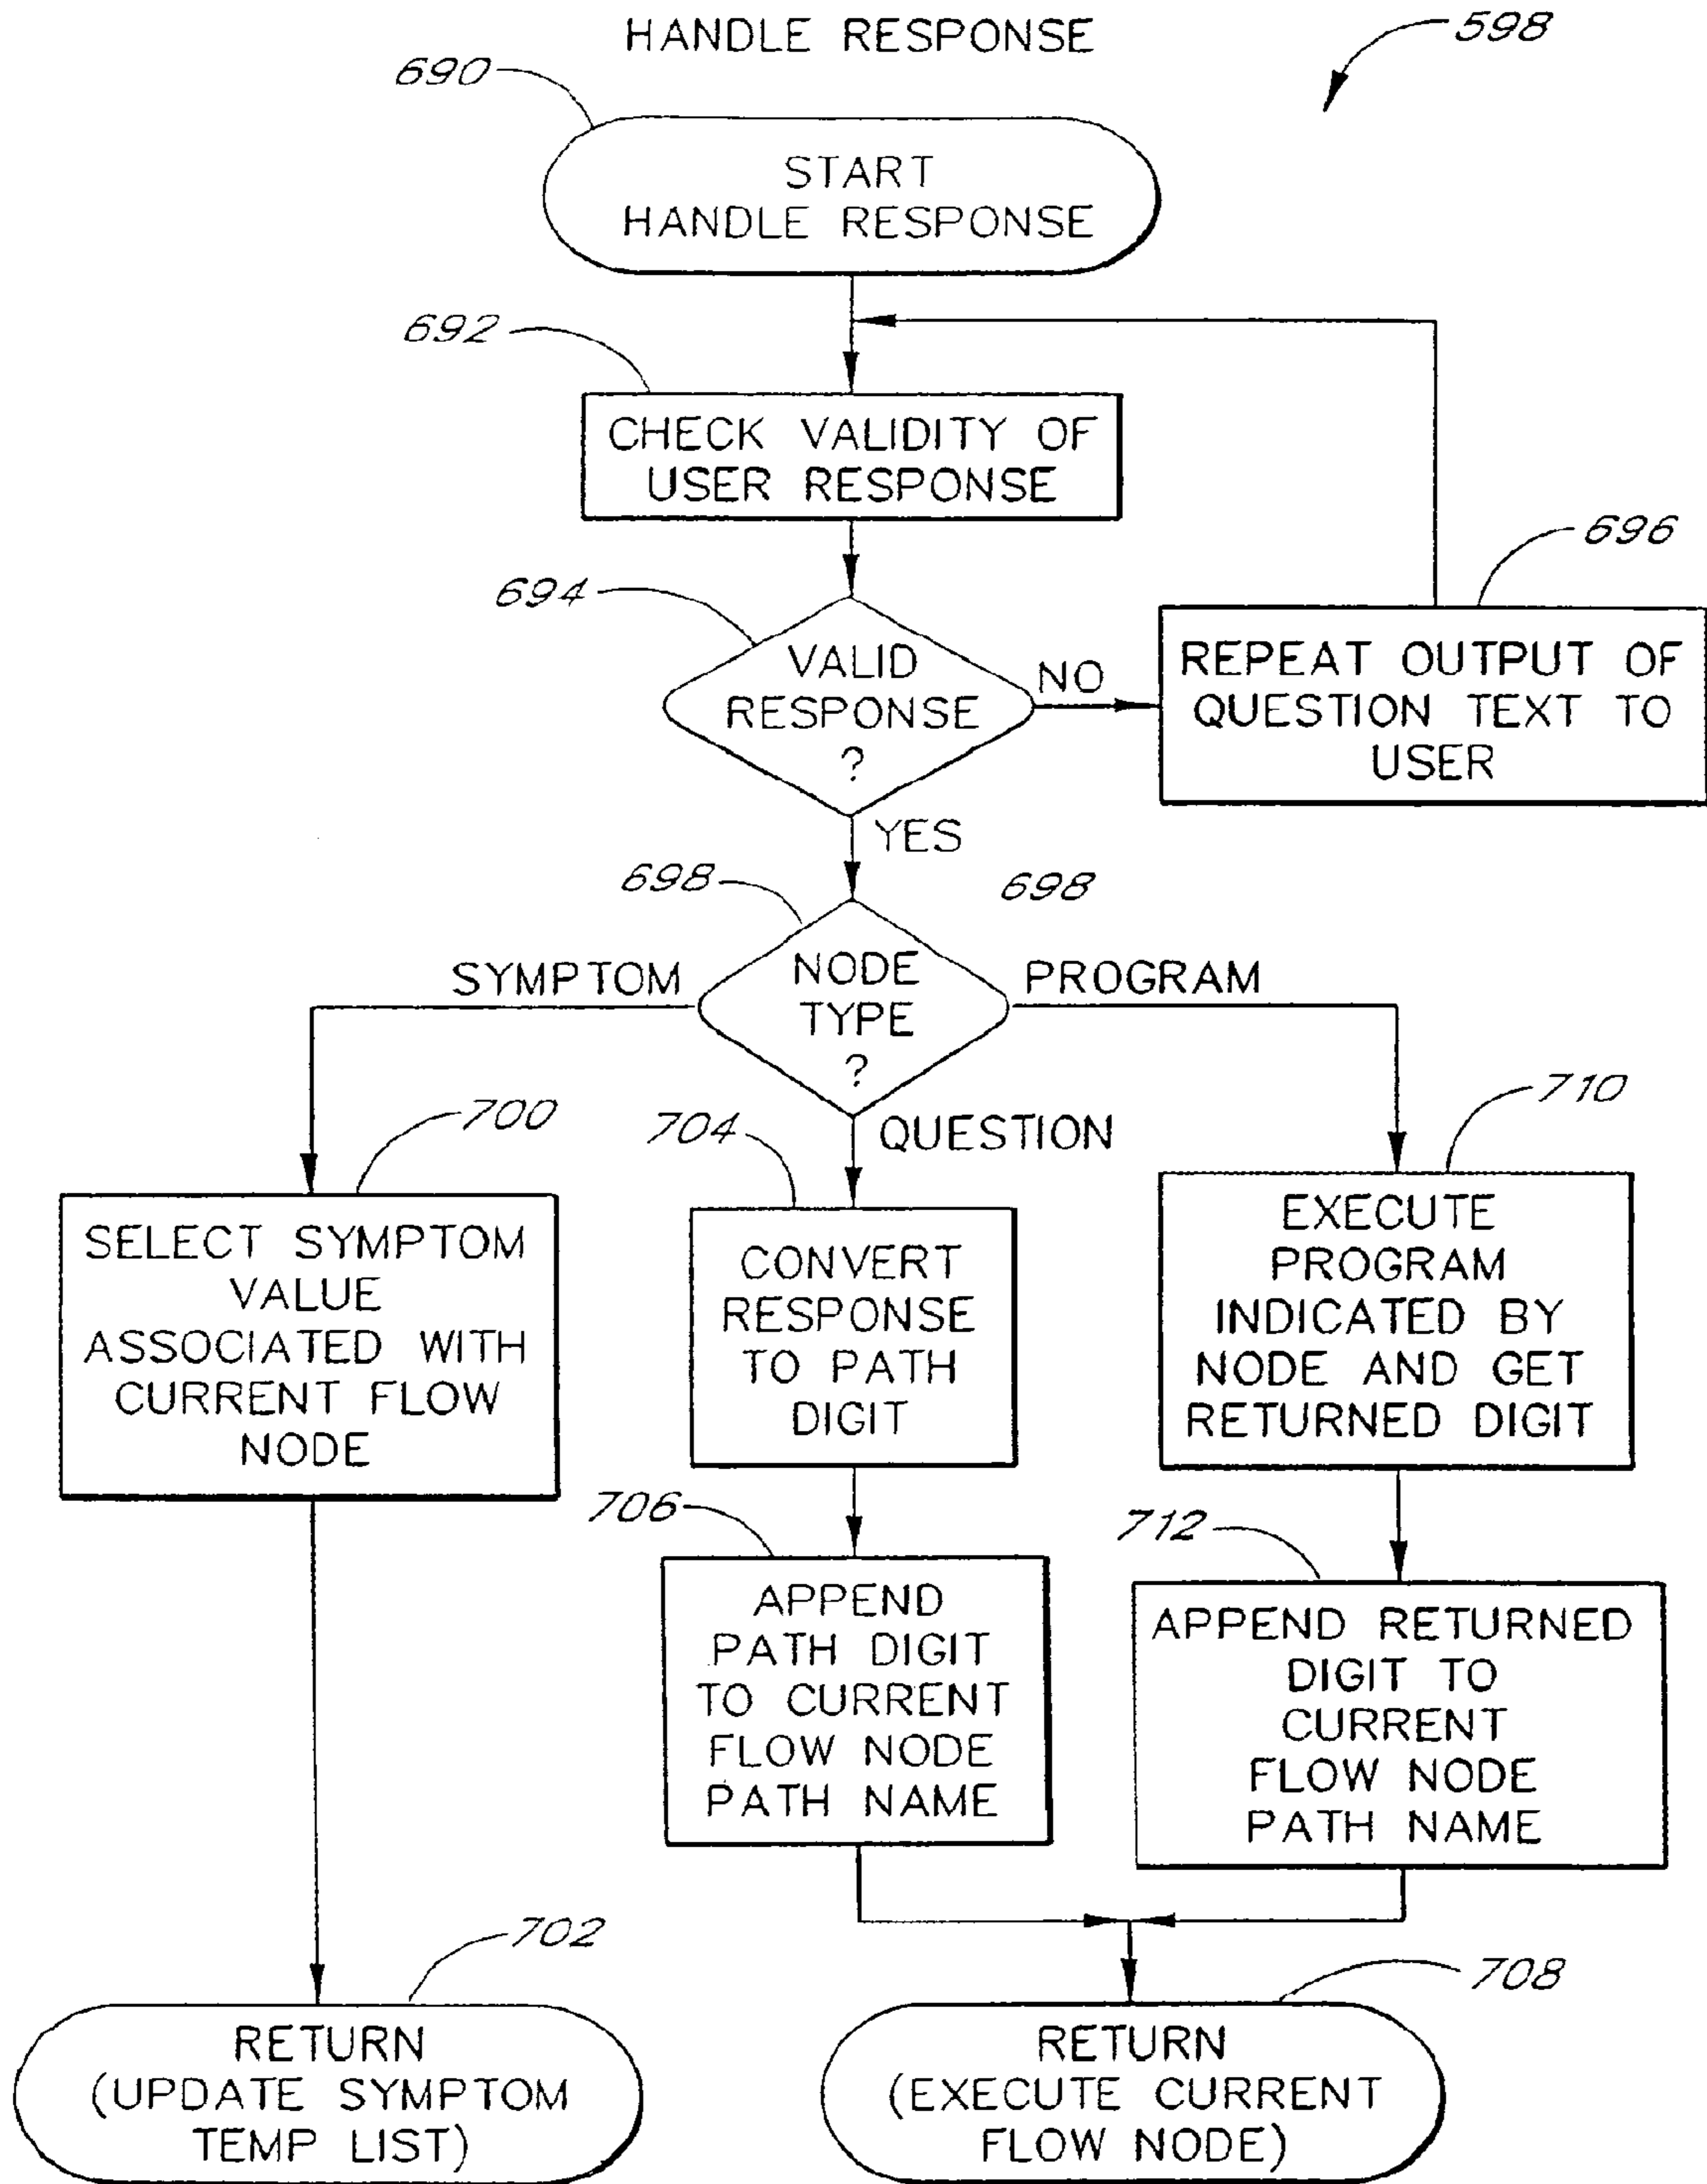 HANDLE RESPONSE
598
690
START
HANDLE RESPONSE
692
CHECK VALIDITY OF
USER RESPONSE
696
694
VALID
RESPONSE
?
NO
REPEAT OUTPUT OF
QUESTION TEXT TO
USER
YES
698
698
SYMPTOM
NODE
TYPE
?
PROGRAM
QUESTION
700
704
710
SELECT SYMPTOM
VALUE
ASSOCIATED WITH
CURRENT FLOW
NODE
CONVERT
RESPONSE
TO PATH
DIGIT
EXECUTE
PROGRAM
INDICATED BY
NODE AND GET
RETURNED DIGIT
706
712
APPEND
PATH DIGIT
TO CURRENT
FLOW NODE
PATH NAME
APPEND RETURNED
DIGIT TO
CURRENT
FLOW NODE
PATH NAME
702
708
RETURN
(UPDATE SYMPTOM
TEMP LIST)
RETURN
(EXECUTE CURRENT
FLOW NODE)